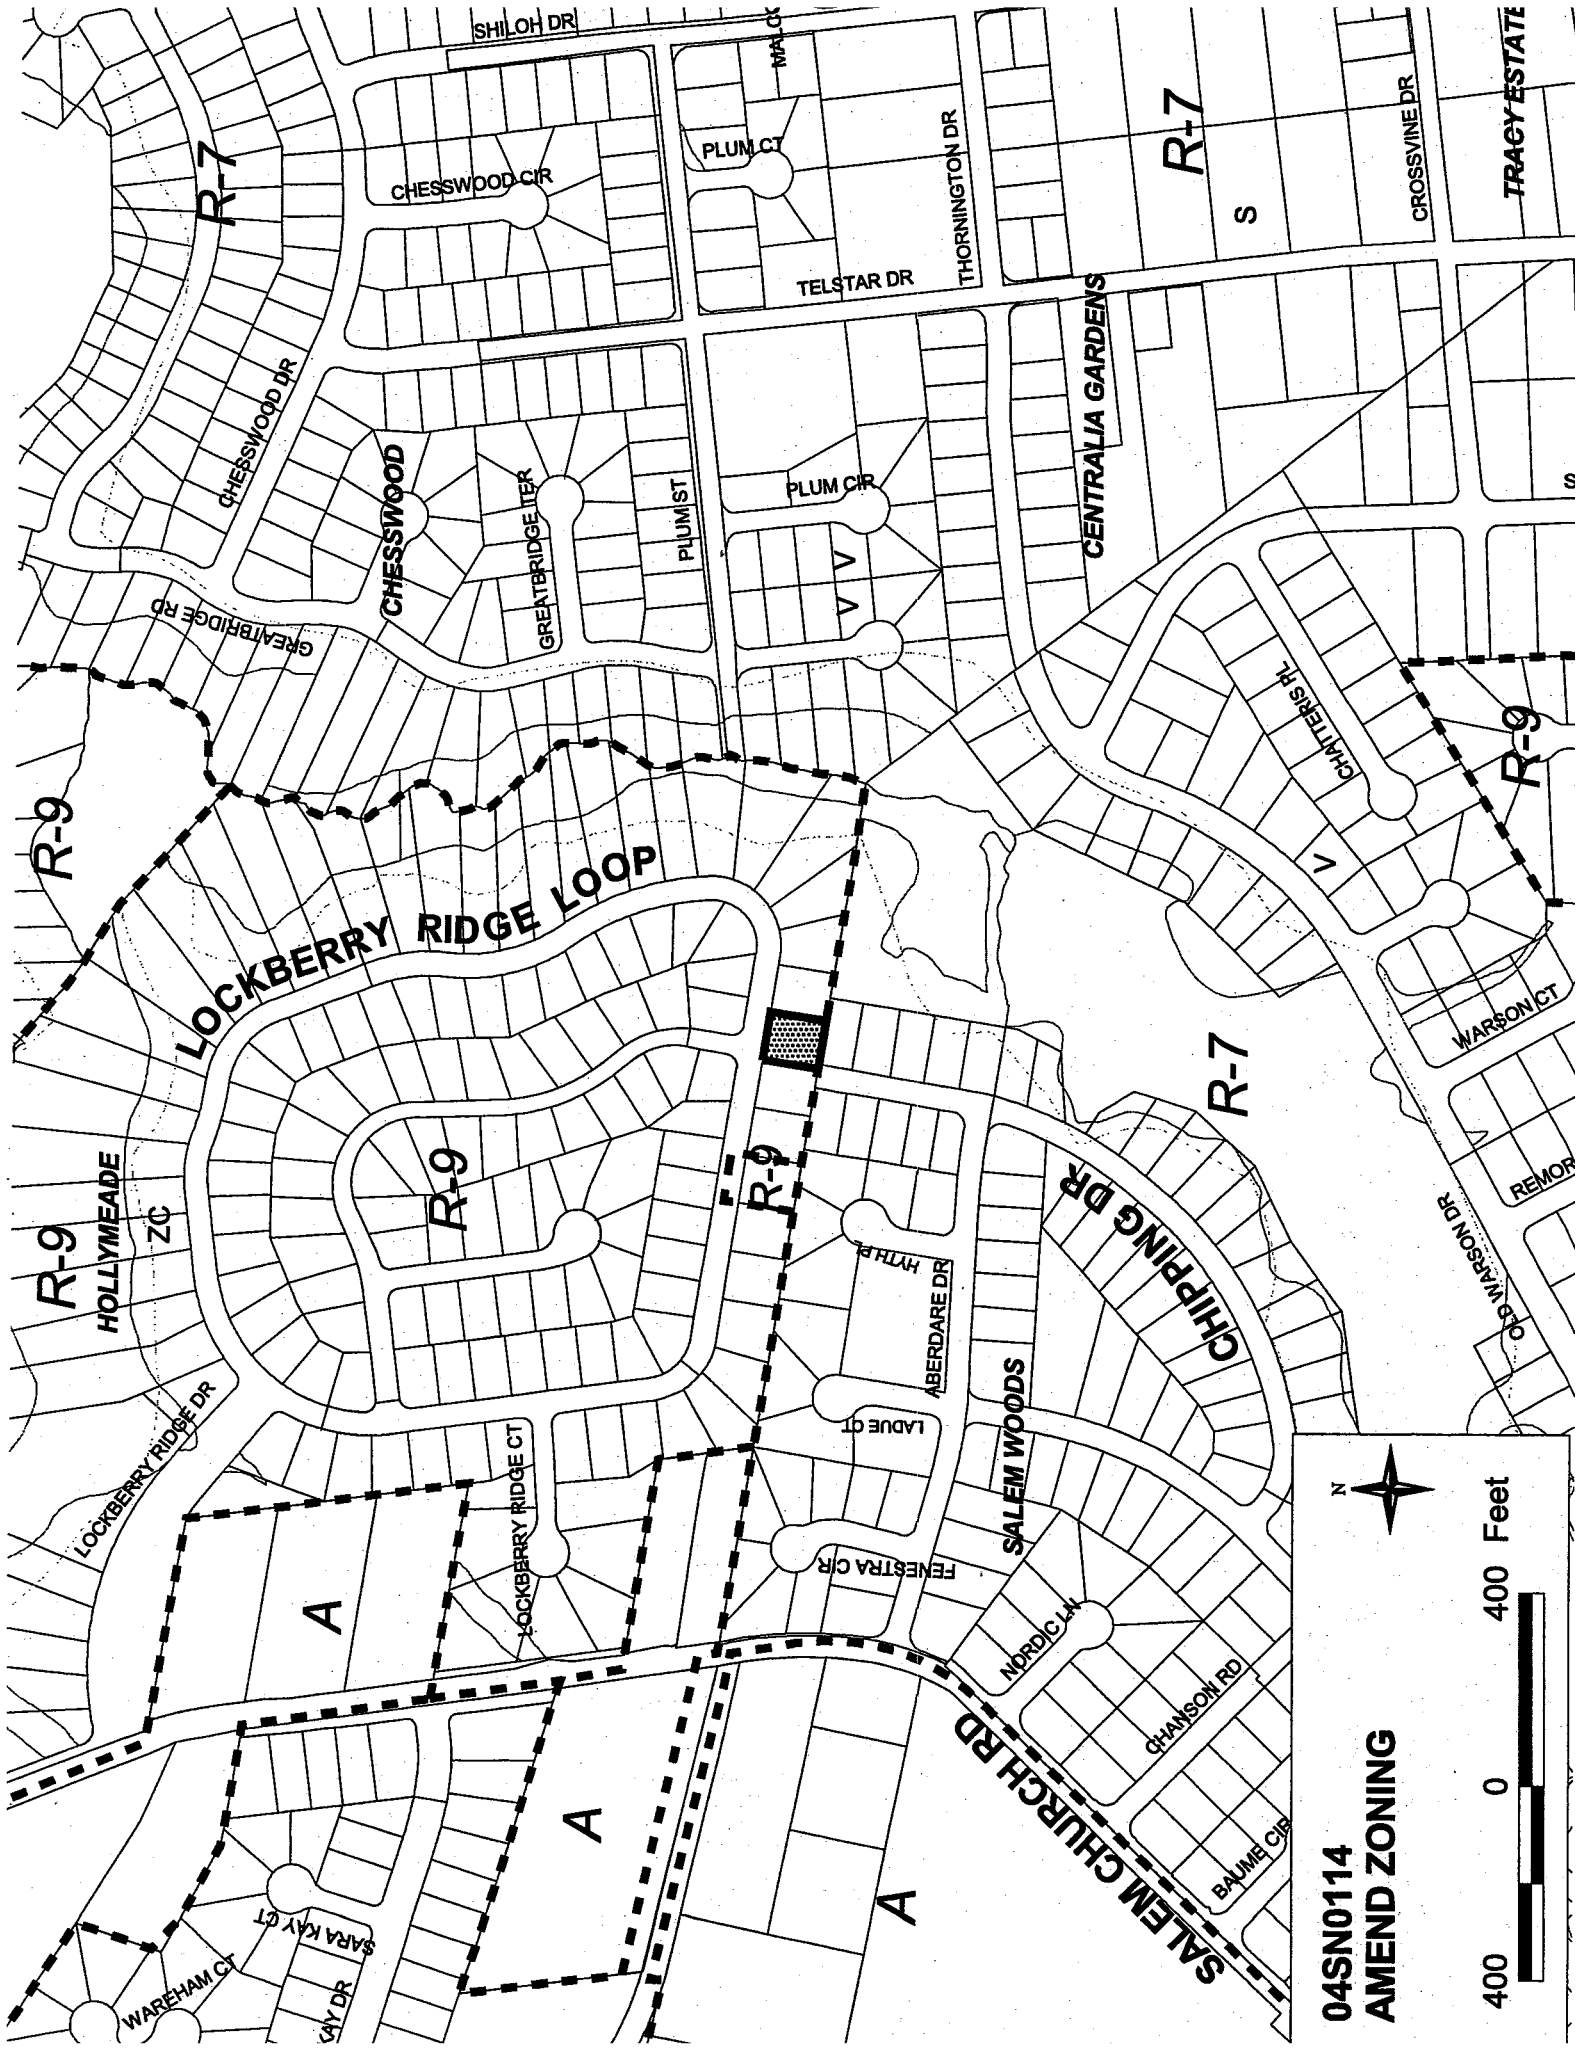 SHILOH DR
R-7
CHESSWOOD CIR
PLUM CT
THORNINGTON DR
R-7
CROSSVINE DR
TRACY ESTATE
S
TELSTAR DR
CENTRALIA GARDENS
CHESSWOOD DR
CHESSWOOD
GREATBRIDGE TER
PLUM ST
PLUM CIR
V V
GREATBRIDGE RD
S
CHATTERIS PL
R-9
V
R-9
LOCKBERRY RIDGE LOOP
WARSON CT
REMOR
OLD WARSON DR
R-7
R-9
HOLLYMEADE
ZC
R-9
R-9
CHIPPING DR
HYTH PL
ABERDARE DR
LADUE CT
SALEM WOODS
LOCKBERRY RIDGE DR
LOCKBERRY RIDGE CT
FENESTRA CIR
A
NORDIC LN
CHANSON RD
BAUME CIR
SALEM CHURCH RD
A
A
SARA KAY CT
WAREHAM CT
KAY DR
04SN0114
AMEND ZONING
N
400 0 400 Feet